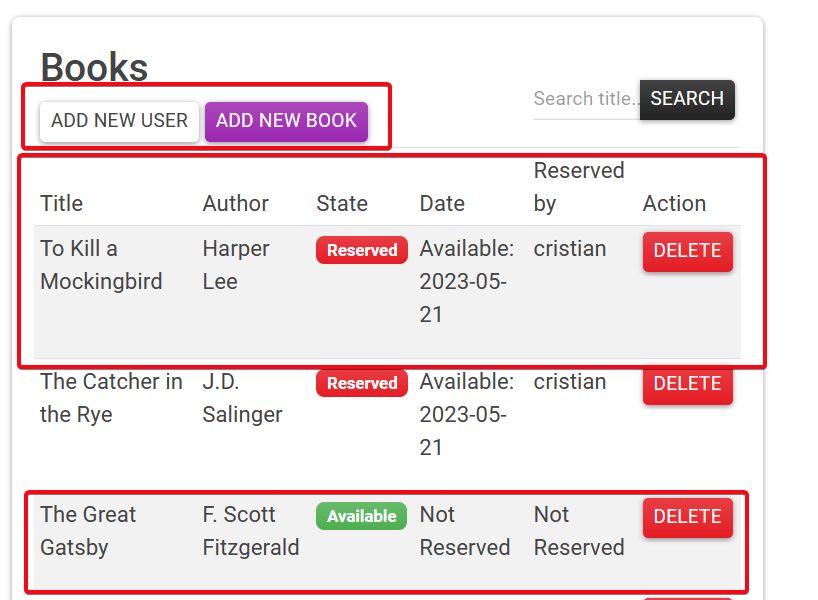 Books
ADD NEW USER ADD NEW BOOK Search title.. SEARCH
Title Author State Date Reserved by Action
To Kill a Mockingbird Harper Lee Reserved Available: 2023-05-21 cristian DELETE
The Catcher in the Rye J.D. Salinger Reserved Available: 2023-05-21 cristian DELETE
The Great Gatsby F. Scott Fitzgerald Available Not Reserved Not Reserved DELETE